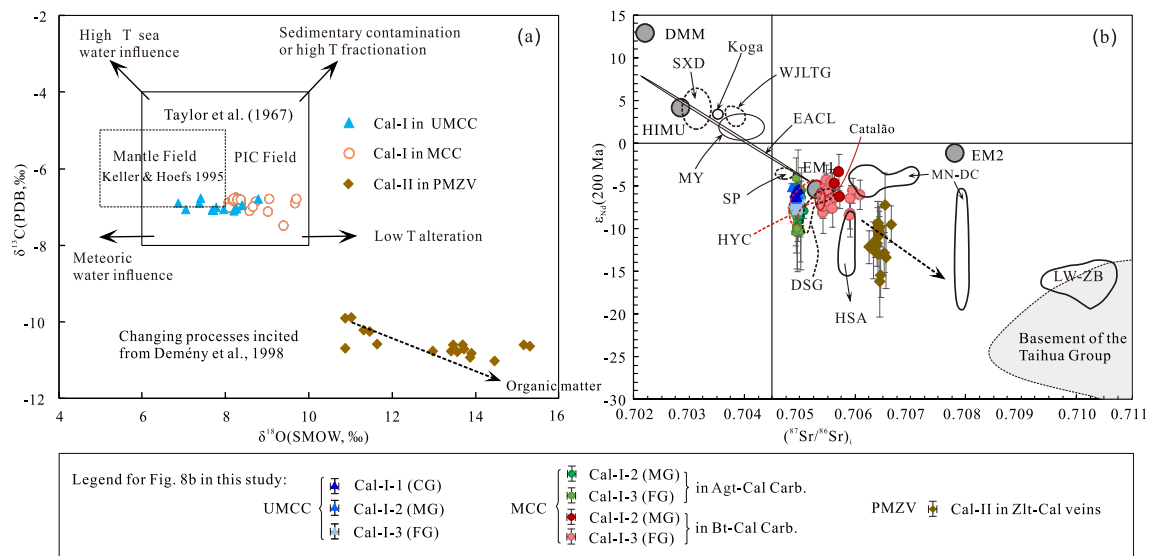 (a)
-2
-4
-6
-8
-10
-12
δ¹³C(PDB,‰)
4
6
8
10
12
14
16
δ¹⁸O(SMOW, ‰)
High T sea
water influence
Sedimentary contamination
or high T fractionation
Taylor et al. (1967)
Mantle Field
Keller & Hoefs 1995
PIC Field
Cal-I in UMCC
Cal-I in MCC
Cal-II in PMZV
Meteoric
water influence
Low T alteration
Changing processes incited
from Demény et al., 1998
Organic matter
(b)
15
10
5
0
-5
-10
-15
-20
-25
-30
εNd(200 Ma)
0.702
0.703
0.704
0.705
0.706
0.707
0.708
0.709
0.710
0.711
(⁸⁷Sr/⁸⁶Sr)i
DMM
SXD
Koga
WJLTG
HIMU
EACL
MY
Catalão
EM1
EM2
MN-DC
SP
HYC
DSG
HSA
LW-ZB
Basement of the
Taihua Group
Legend for Fig. 8b in this study:
UMCC
Cal-I-1 (CG)
Cal-I-2 (MG)
Cal-I-3 (FG)
MCC
Cal-I-2 (MG)
Cal-I-3 (FG)
in Agt-Cal Carb.
Cal-I-2 (MG)
Cal-I-3 (FG)
in Bt-Cal Carb.
PMZV
Cal-II in Zlt-Cal veins